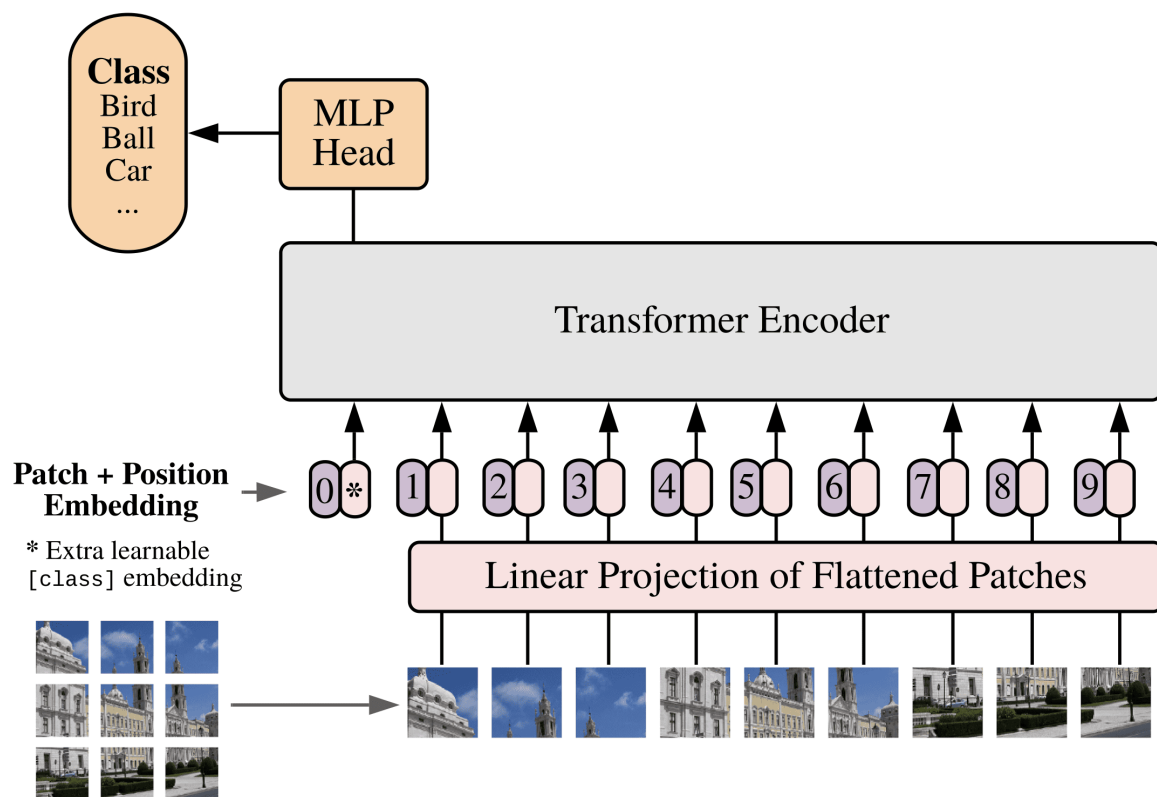 Class
Bird
Ball
Car
...
MLP
Head
Transformer Encoder
Patch + Position
Embedding
0 * 1 2 3 4 5 6 7 8 9
* Extra learnable
[class] embedding
Linear Projection of Flattened Patches